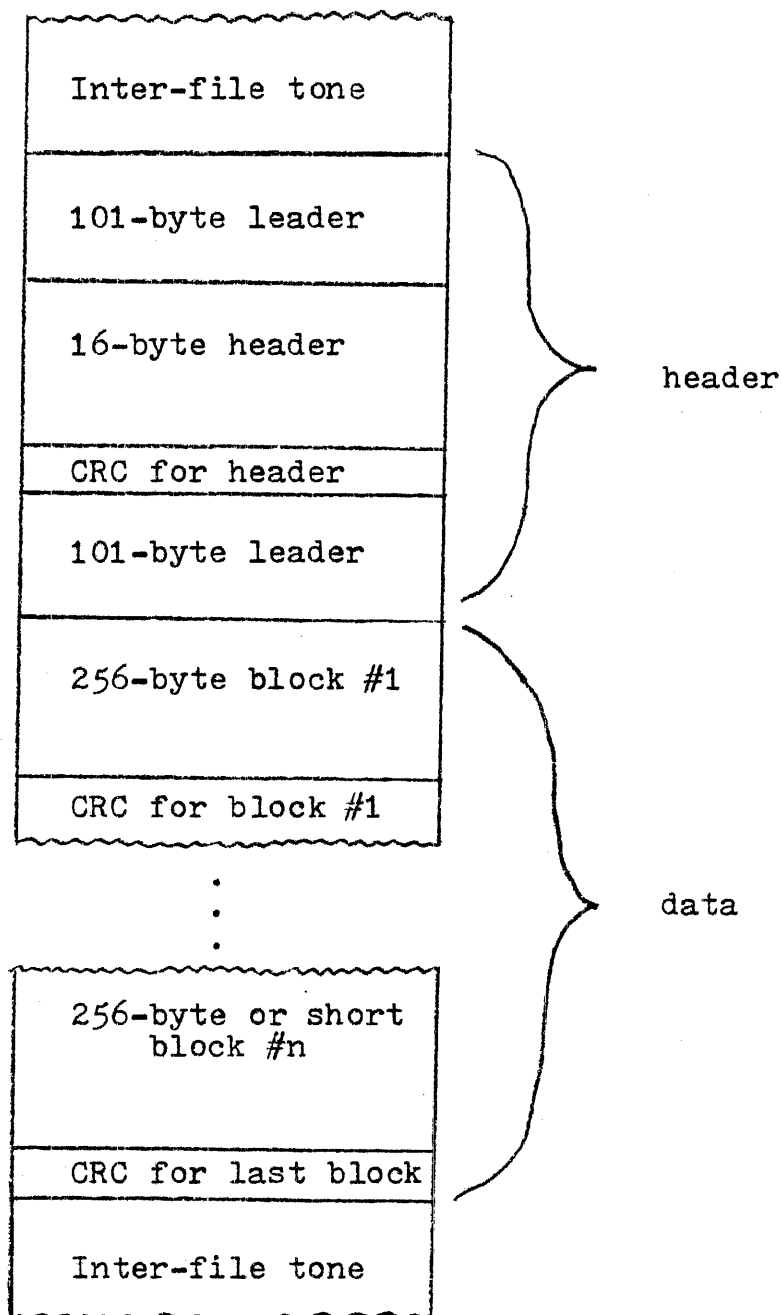 Inter-file tone
101-byte leader
16-byte header
header
CRC for header
101-byte leader
256-byte block #1
CRC for block #1
data
256-byte or short
block #n
CRC for last block
Inter-file tone